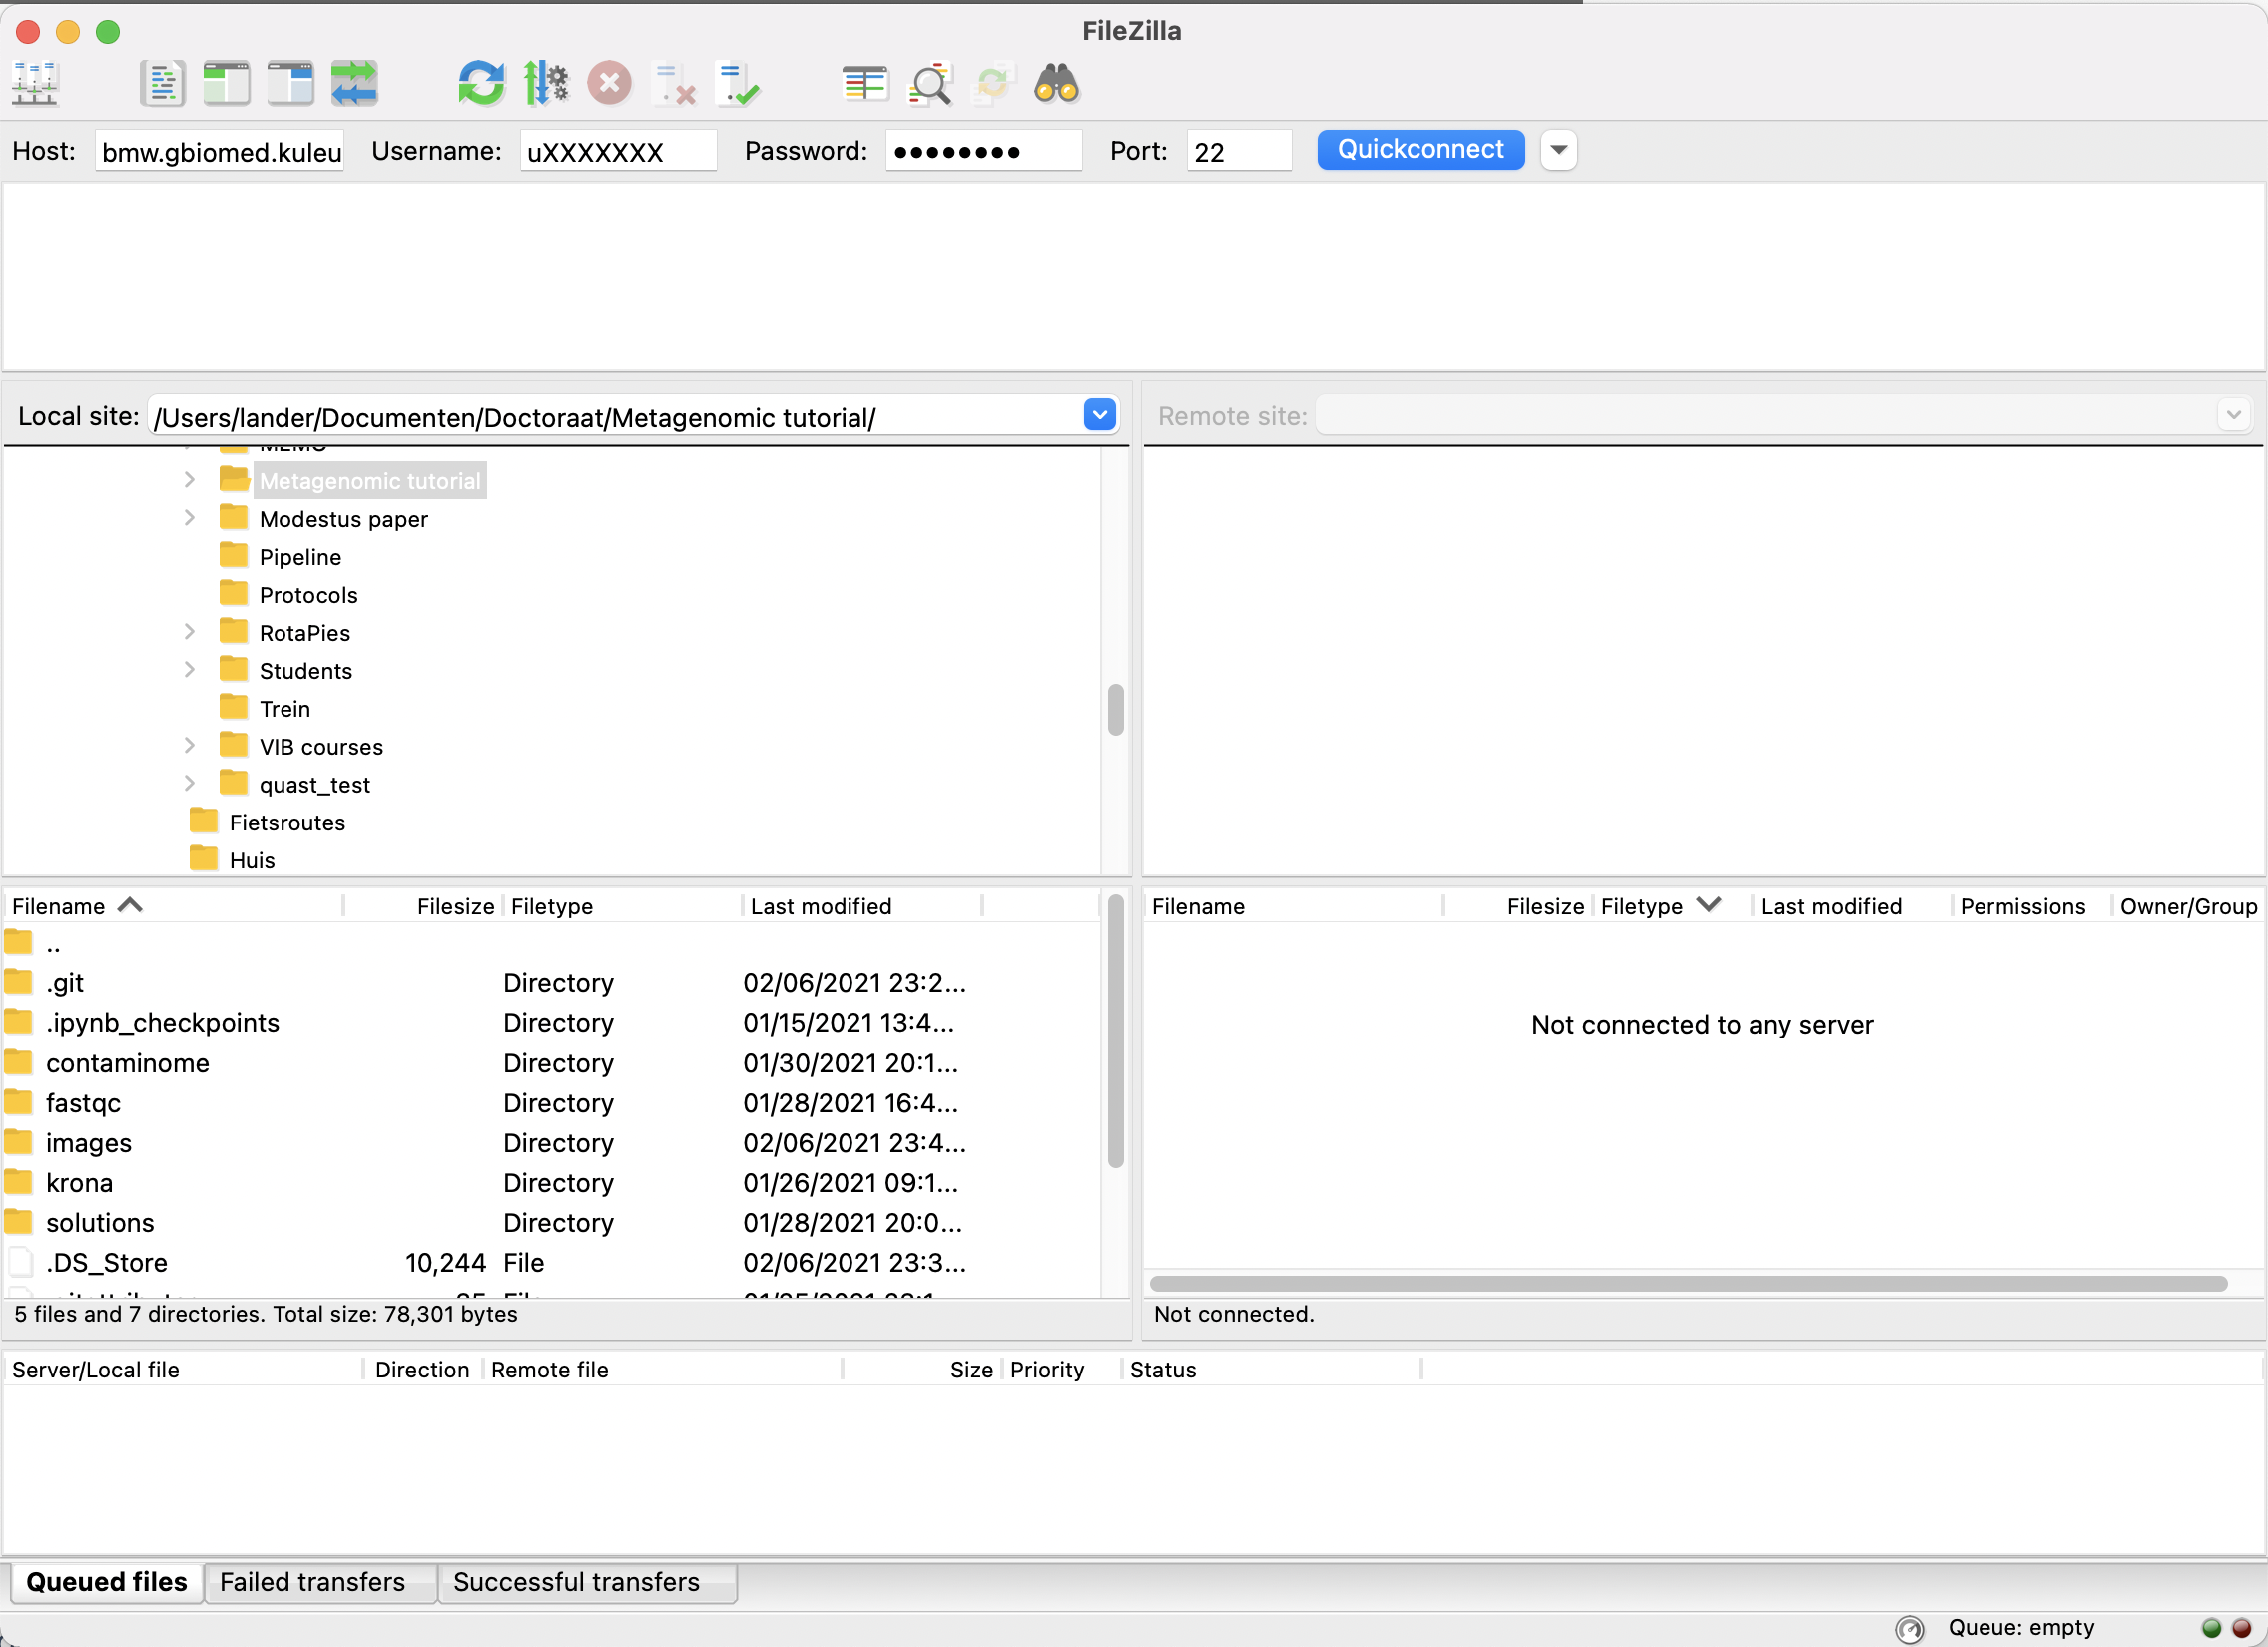 FileZilla
Host: bmw.gbiomed.kuleu Username: uXXXXXXX Password: ●●●●●●●● Port: 22 Quickconnect
Local site: /Users/lander/Documenten/Doctoraat/Metagenomic tutorial/
Remote site:
Metagenomic tutorial
Modestus paper
Pipeline
Protocols
RotaPies
Students
Trein
VIB courses
quast_test
Fietsroutes
Huis
Filename Filesize Filetype Last modified
..
.git Directory 02/06/2021 23:2...
.ipynb_checkpoints Directory 01/15/2021 13:4...
contaminome Directory 01/30/2021 20:1...
fastqc Directory 01/28/2021 16:4...
images Directory 02/06/2021 23:4...
krona Directory 01/26/2021 09:1...
solutions Directory 01/28/2021 20:0...
.DS_Store 10,244 File 02/06/2021 23:3...
5 files and 7 directories. Total size: 78,301 bytes
Filename Filesize Filetype Last modified Permissions Owner/Group
Not connected to any server
Not connected.
Server/Local file Direction Remote file Size Priority Status
Queued files Failed transfers Successful transfers
Queue: empty